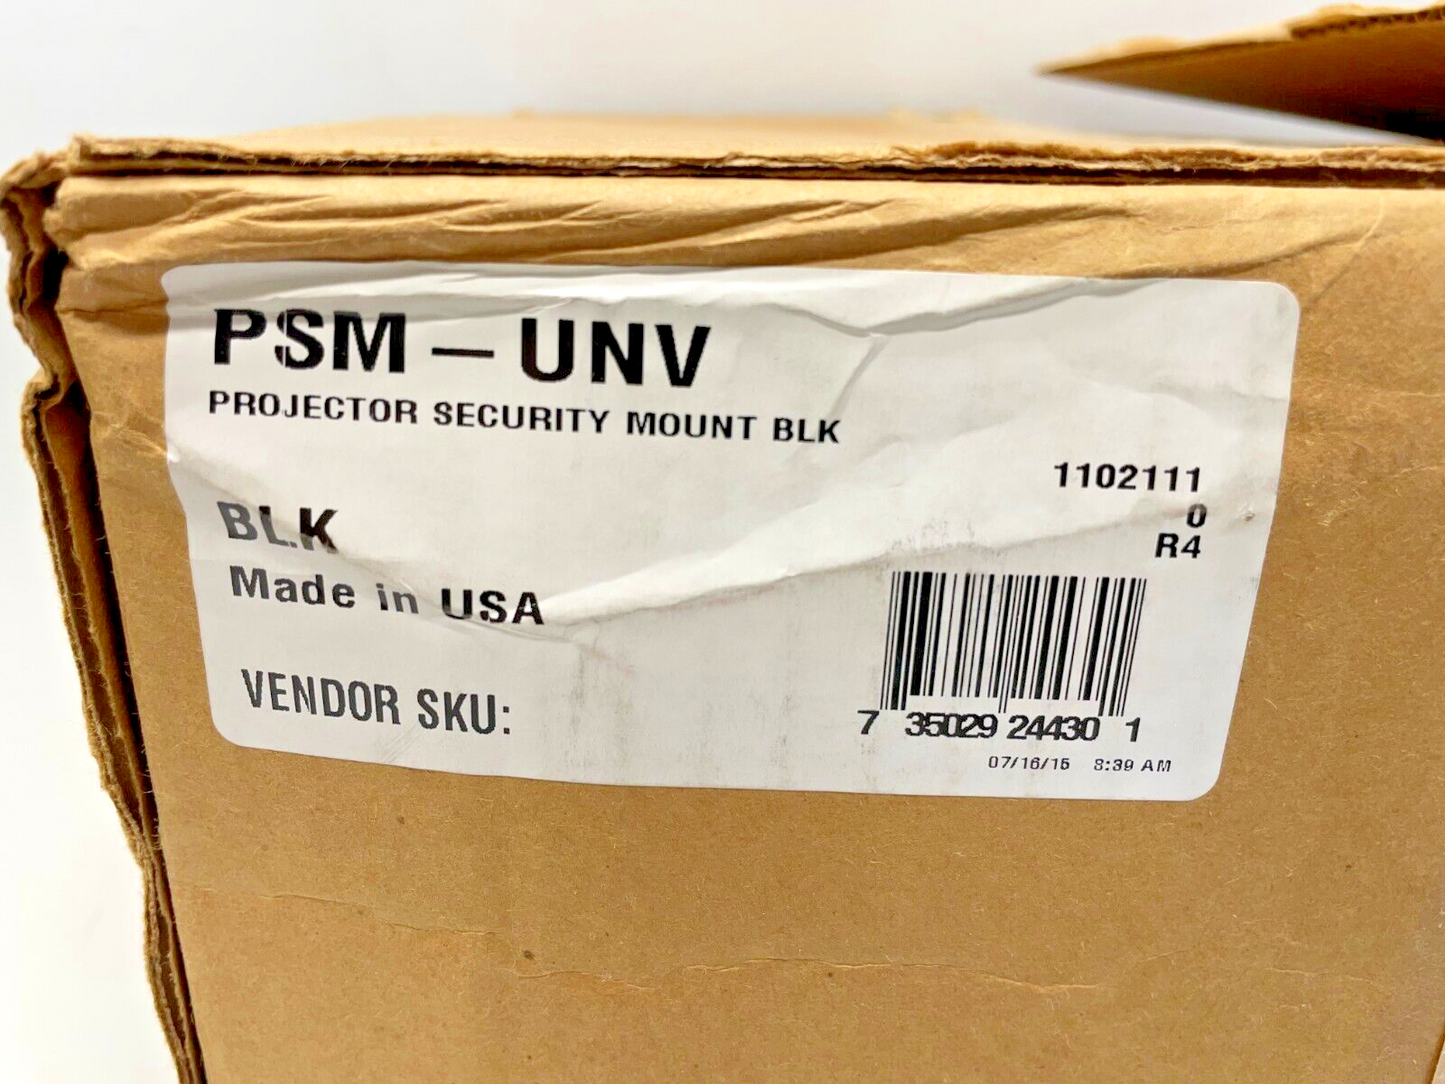 PSM – UNV
PROJECTOR SECURITY MOUNT BLK
1102111
0
R4
BLK
Made in USA
VENDOR SKU:
7 35029 24430 1
07/16/15 8:39 AM